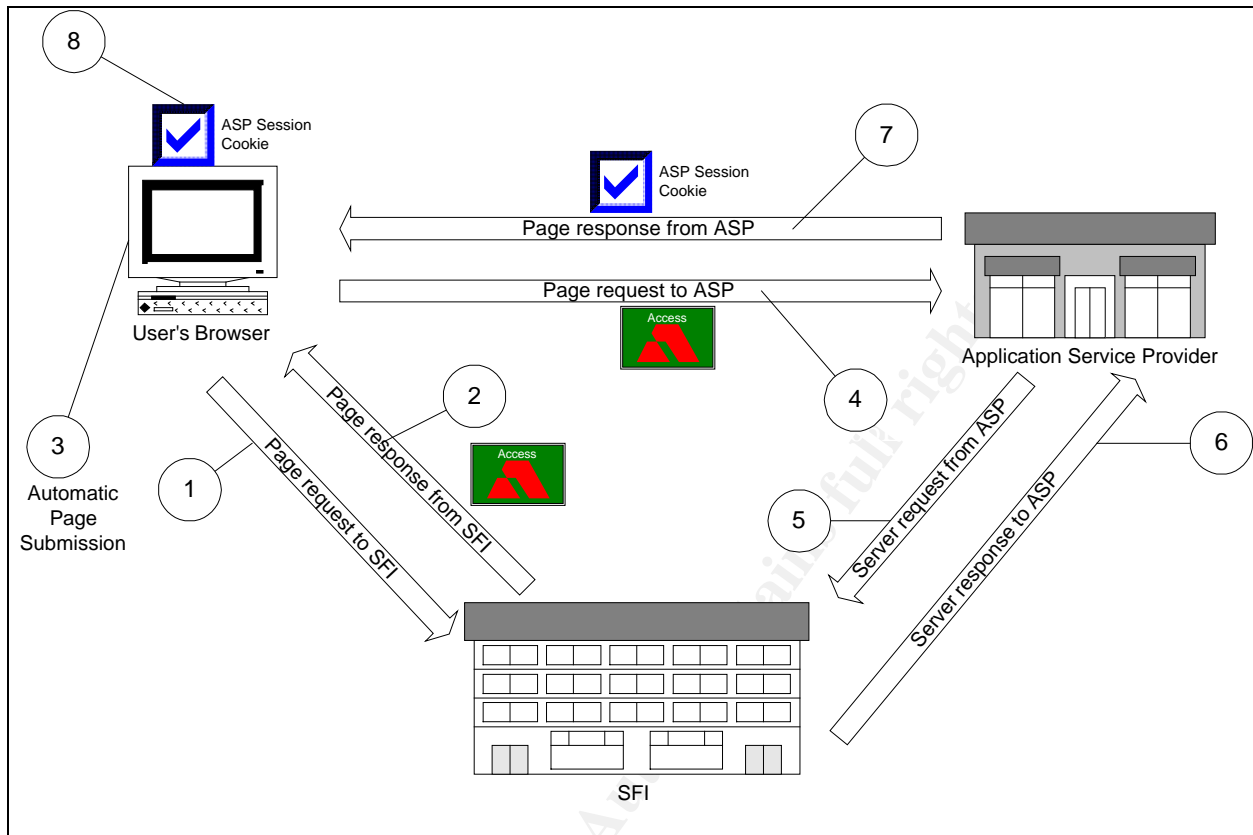 8
ASP Session
Cookie
7
ASP Session
Cookie
Page response from ASP
Page request to ASP
Access
User's Browser
Application Service Provider
2
4
6
3
Automatic
Page
Submission
1
Page request to SFI
Page response from SFI
Access
5
Server request from ASP
Server response to ASP
SFI
full right